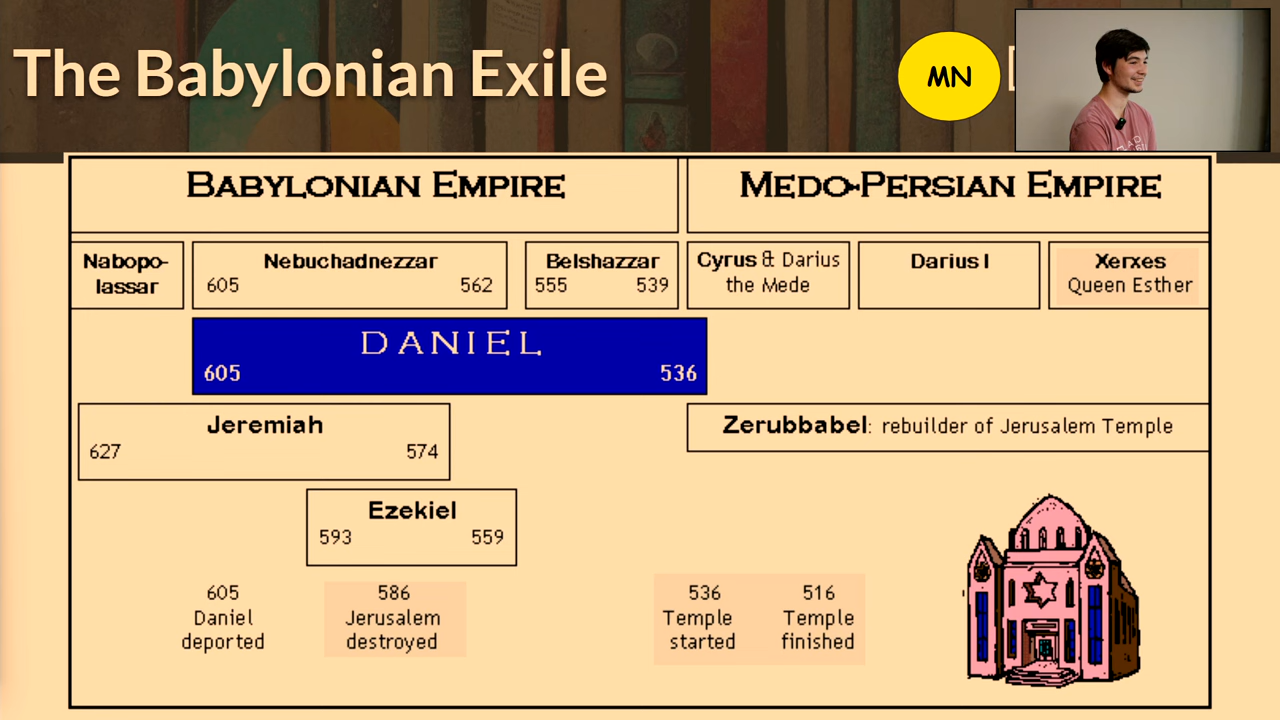 The Babylonian Exile
MN
BABYLONIAN EMPIRE
MEDO-PERSIAN EMPIRE
Nabopo-
lassar
Nebuchadnezzar
605 562
Belshazzar
555 539
Cyrus & Darius
the Mede
Darius I
Xerxes
Queen Esther
DANIEL
605 536
Jeremiah
627 574
Zerubbabel: rebuilder of Jerusalem Temple
Ezekiel
593 559
605
Daniel
deported
586
Jerusalem
destroyed
536
Temple
started
516
Temple
finished